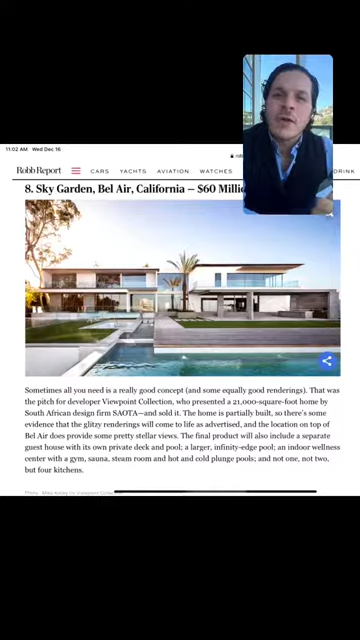 11:02 AM Wed Dec 16
Robb Report CARS YACHTS AVIATION WATCHES DRINK
8. Sky Garden, Bel Air, California – $60 Millio
Sometimes all you need is a really good concept (and some equally good renderings). That was
the pitch for developer Viewpoint Collection, who presented a 21,000-square-foot home by
South African design firm SAOTA—and sold it. The home is partially built, so there's some
evidence that the glitzy renderings will come to life as advertised, and the location on top of
Bel Air does provide some pretty stellar views. The final product will also include a separate
guest house with its own private deck and pool; a larger, infinity-edge pool; an indoor wellness
center with a gym, sauna, steam room and hot and cold plunge pools; and not one, not two,
but four kitchens.